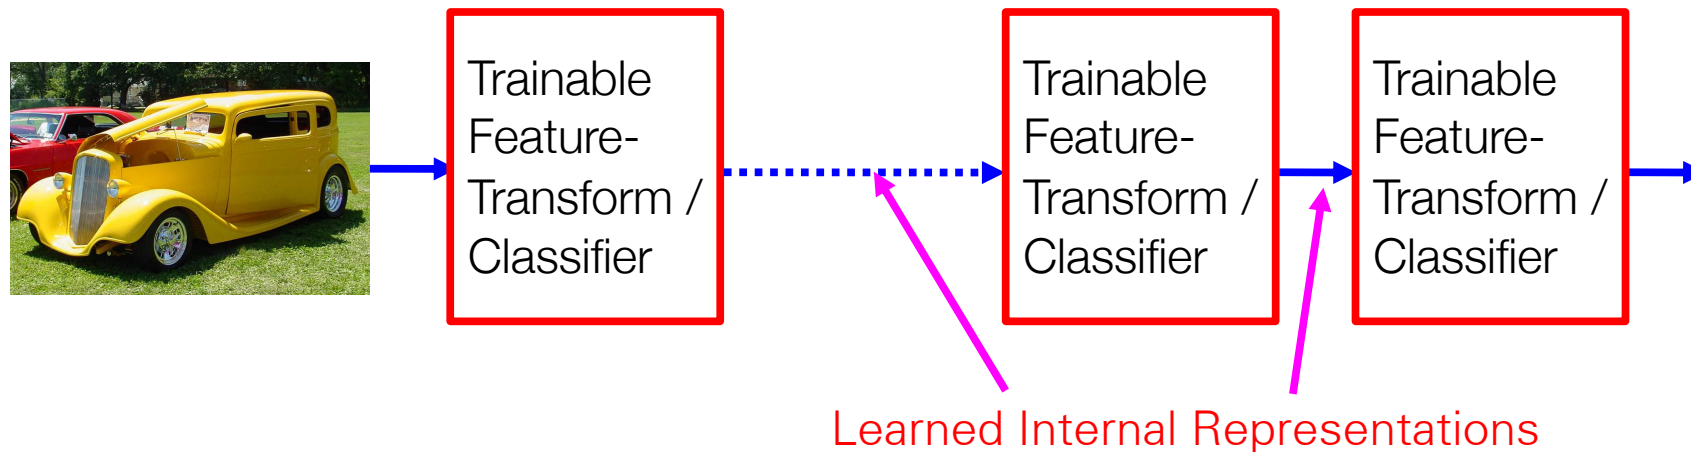 Trainable
Feature-
Transform /
Classifier
Trainable
Feature-
Transform /
Classifier
Trainable
Feature-
Transform /
Classifier
Learned Internal Representations